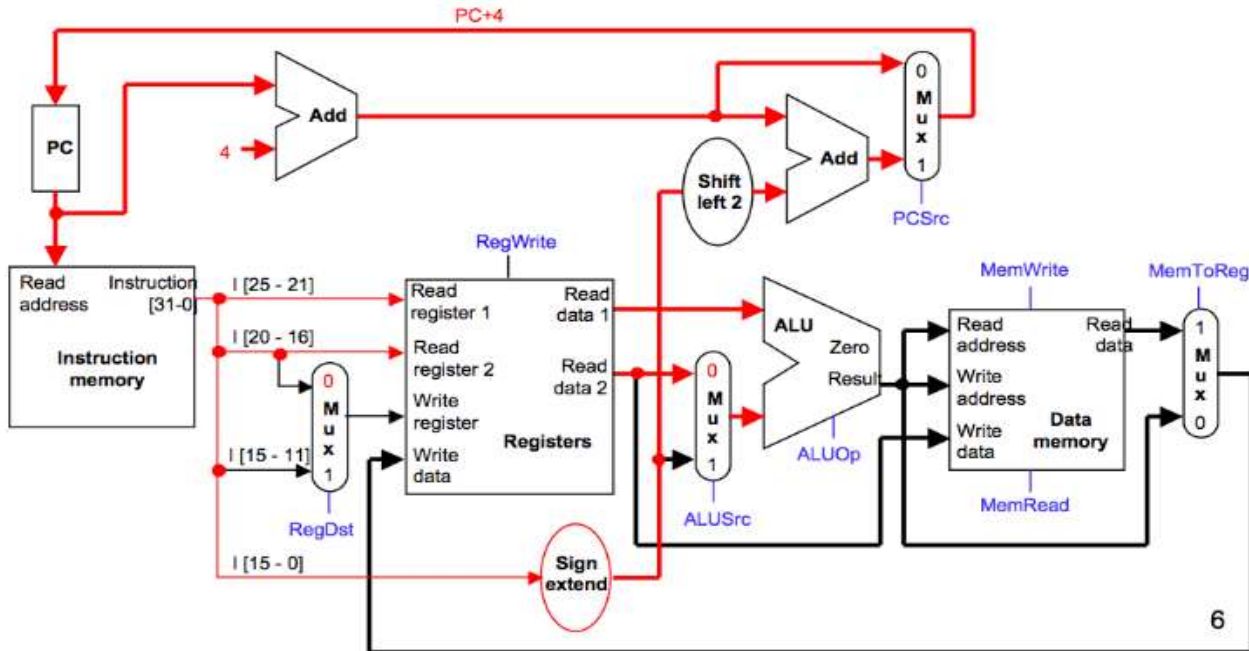 PC+4
0
M
u
x
1
PCSrc
Add
4
PC
Add
Shift
left 2
RegWrite
Read
address
Instruction
[31-0]
Instruction
memory
I [25 - 21]
I [20 - 16]
I [15 - 11]
I [15 - 0]
0
M
u
x
1
RegDst
Read
register 1
Read
register 2
Write
register
Write
data
Read
data 1
Read
data 2
Registers
Sign
extend
0
M
u
x
1
ALUSrc
ALU
Zero
Result
ALUOp
MemWrite
Read
address
Write
address
Write
data
Read
data
Data
memory
MemRead
MemToReg
1
M
u
x
0
6